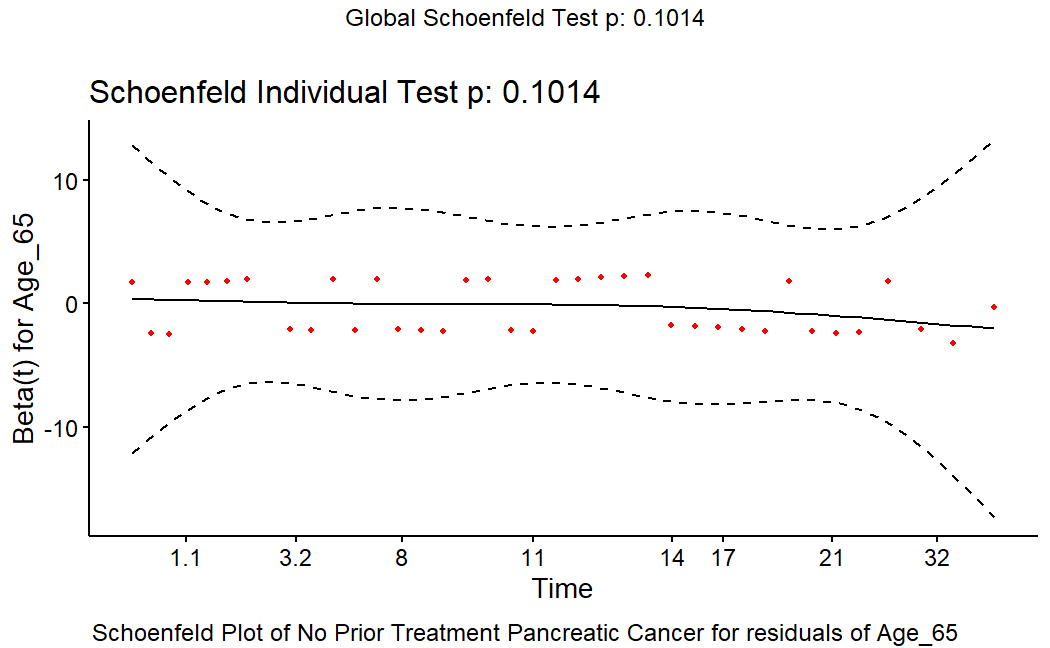 Global Schoenfeld Test p: 0.1014
Schoenfeld Individual Test p: 0.1014
Beta(t) for Age_65
10
0
-10
1.1 3.2 8 11 14 17 21 32
Time
Schoenfeld Plot of No Prior Treatment Pancreatic Cancer for residuals of Age_65